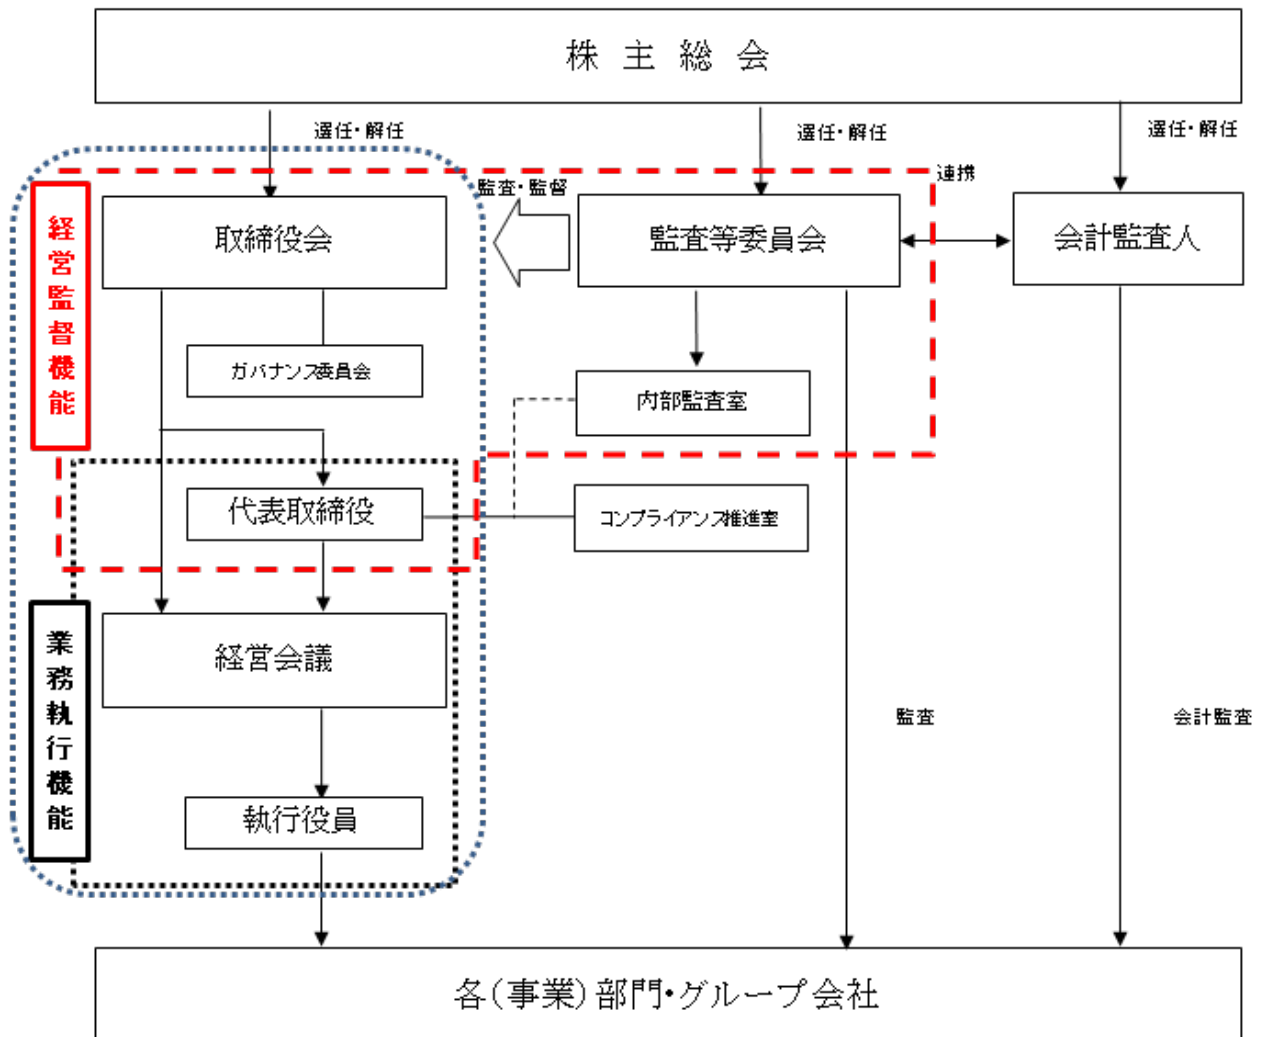 株主総会
選任・解任
選任・解任
選任・解任
監査・監督
連携
経営監督機能
取締役会
監査等委員会
会計監査人
ガバナンス委員会
内部監査室
代表取締役
コンプライアンス推進室
業務執行機能
経営会議
監査
会計監査
執行役員
各(事業)部門・グループ会社